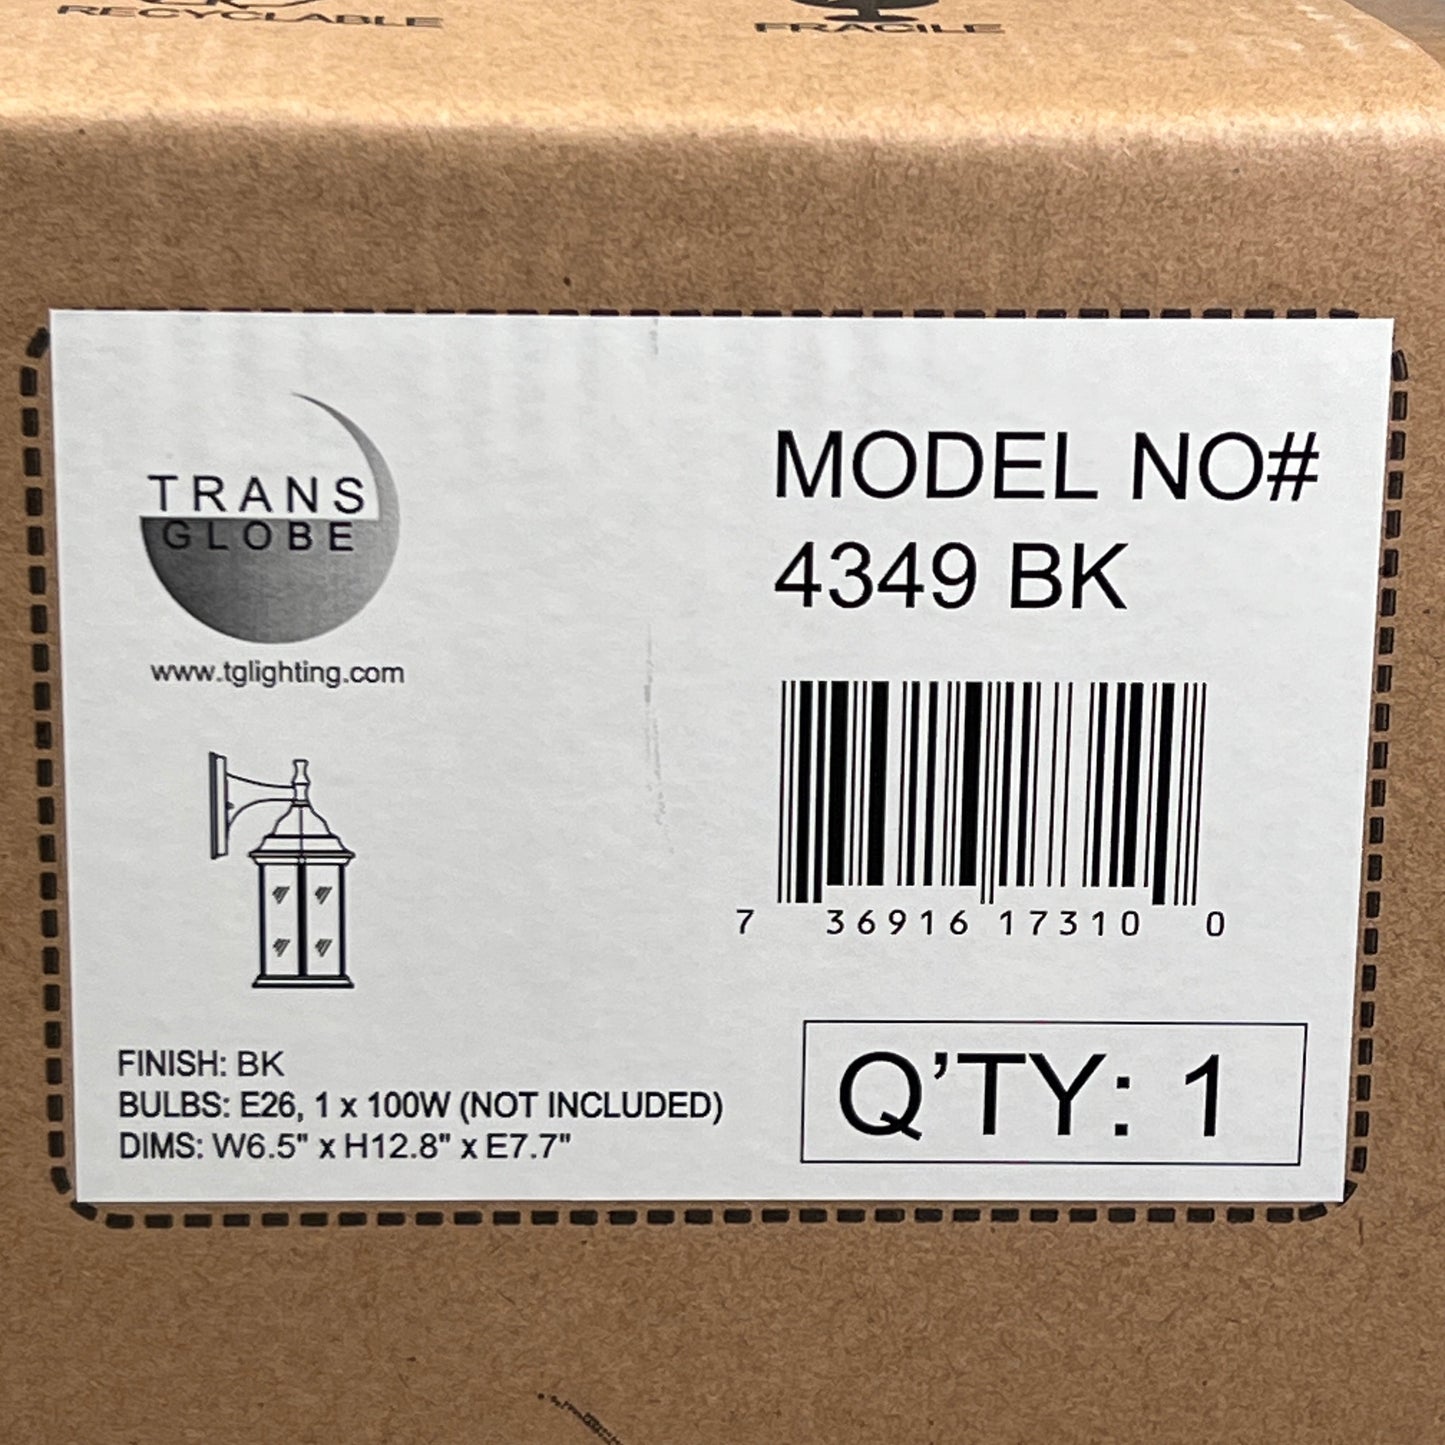 RECYCLABLE
FRAGILE
TRANS
GLOBE
www.tglighting.com
MODEL NO#
4349 BK
7 36916 17310 0
FINISH: BK
BULBS: E26, 1 x 100W (NOT INCLUDED)
DIMS: W6.5" x H12.8" x E7.7"
Q'TY: 1